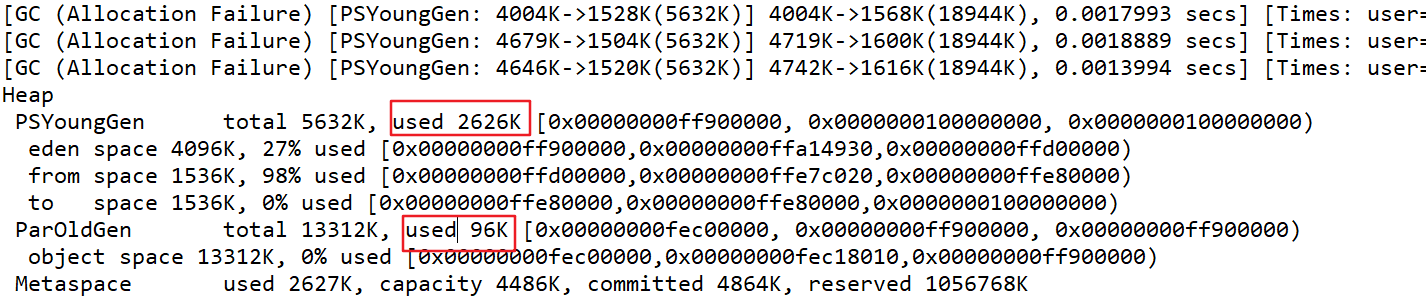 [GC (Allocation Failure) [PSYoungGen: 4004K->1528K(5632K)] 4004K->1568K(18944K), 0.0017993 secs] [Times: user=
[GC (Allocation Failure) [PSYoungGen: 4679K->1504K(5632K)] 4719K->1600K(18944K), 0.0018889 secs] [Times: user=
[GC (Allocation Failure) [PSYoungGen: 4646K->1520K(5632K)] 4742K->1616K(18944K), 0.0013994 secs] [Times: user=
Heap
 PSYoungGen      total 5632K, used 2626K [0x00000000ff900000, 0x0000000100000000, 0x0000000100000000)
  eden space 4096K, 27% used [0x00000000ff900000,0x00000000ffa14930,0x00000000ffd00000)
  from space 1536K, 98% used [0x00000000ffd00000,0x00000000ffe7c020,0x00000000ffe80000)
  to   space 1536K, 0% used [0x00000000ffe80000,0x00000000ffe80000,0x0000000100000000)
 ParOldGen       total 13312K, used 96K [0x00000000fec00000, 0x00000000ff900000, 0x00000000ff900000)
  object space 13312K, 0% used [0x00000000fec00000,0x00000000fec18010,0x00000000ff900000)
 Metaspace       used 2627K, capacity 4486K, committed 4864K, reserved 1056768K